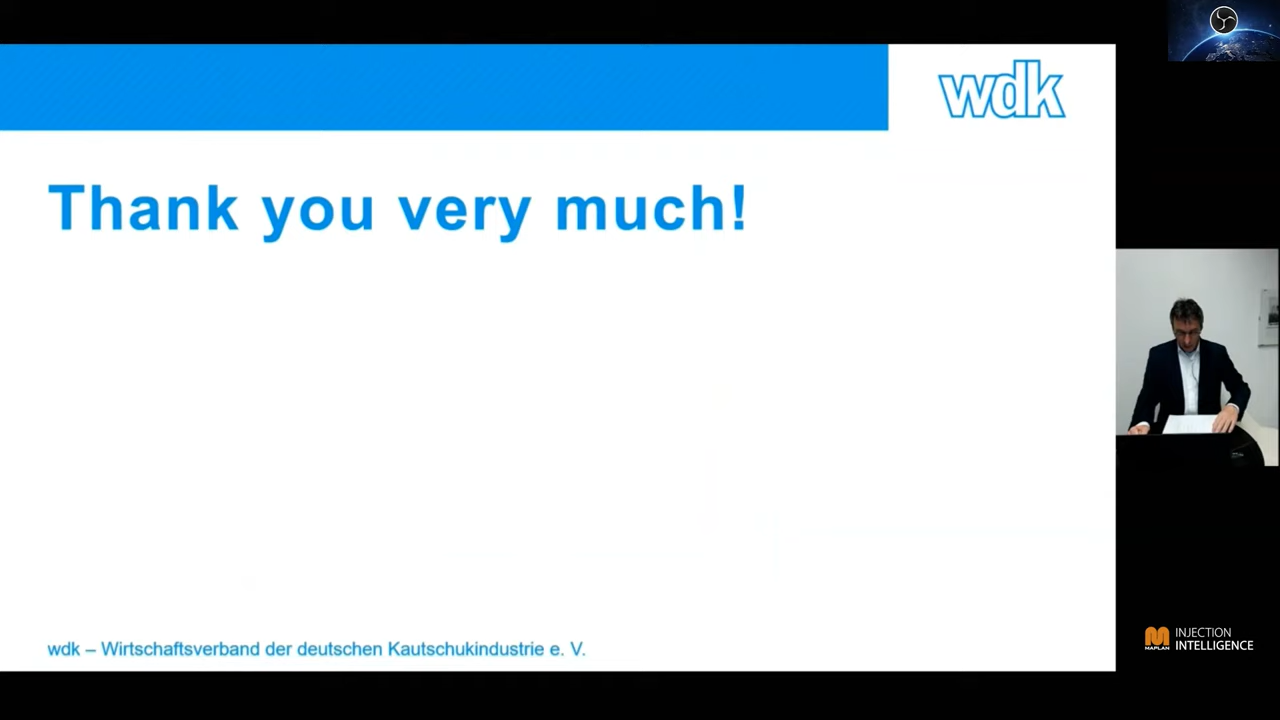 wdk
Thank you very much!
wdk – Wirtschaftsverband der deutschen Kautschukindustrie e. V.
MAPLAN
INJECTION
INTELLIGENCE